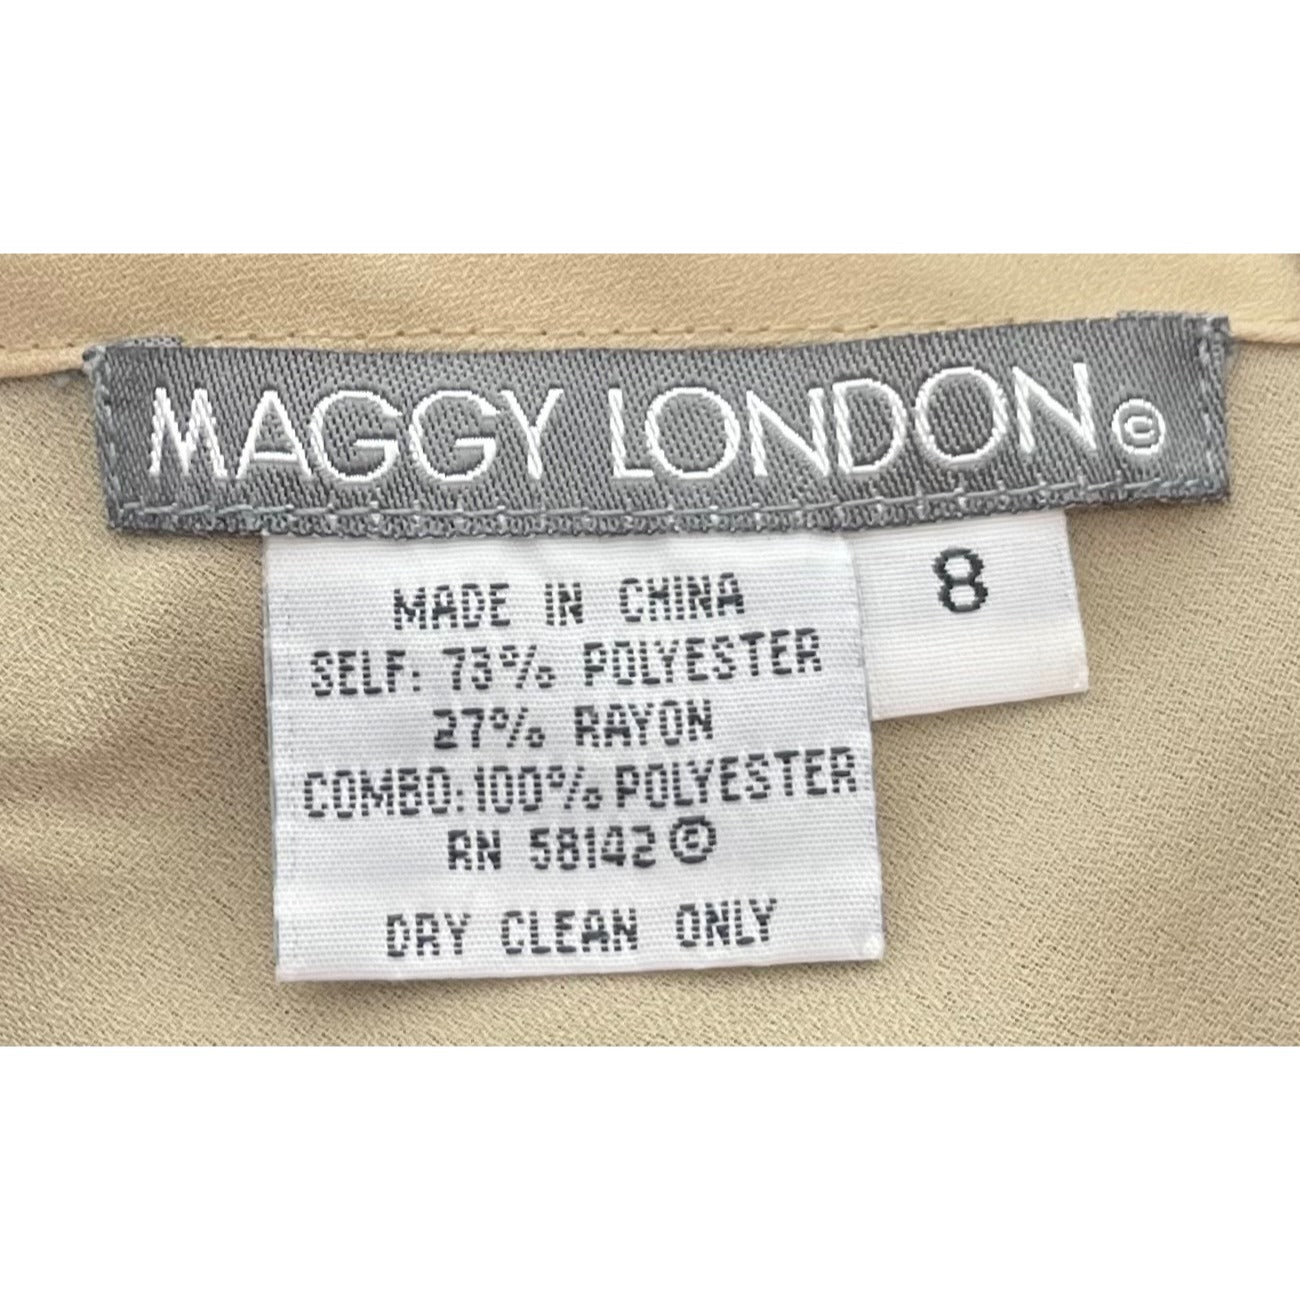 MAGGY LONDON©
8
MADE IN CHINA
SELF: 73% POLYESTER
27% RAYON
COMBO: 100% POLYESTER
RN 58142 ©
DRY CLEAN ONLY